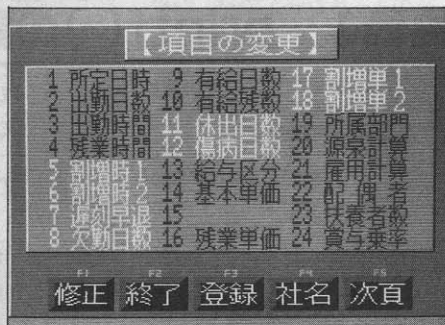 【項目の変更】
1 所定日時 9 有給日数 17 割増単1
2 出勤日数 10 有給残数 18 割増単2
3 出勤時間 11 休出日数 19 所属部門
4 残業時間 12 傷病日数 20 源泉計算
5 割増時1 13 給与区分 21 雇用計算
6 割増時2 14 基本単価 22 配偶者
7 遅刻早退 15 23 扶養者数
8 欠勤日数 16 残業単価 24 賞与乗率
F1 F2 F3 F4 F5
修正 終了 登録 社名 次頁